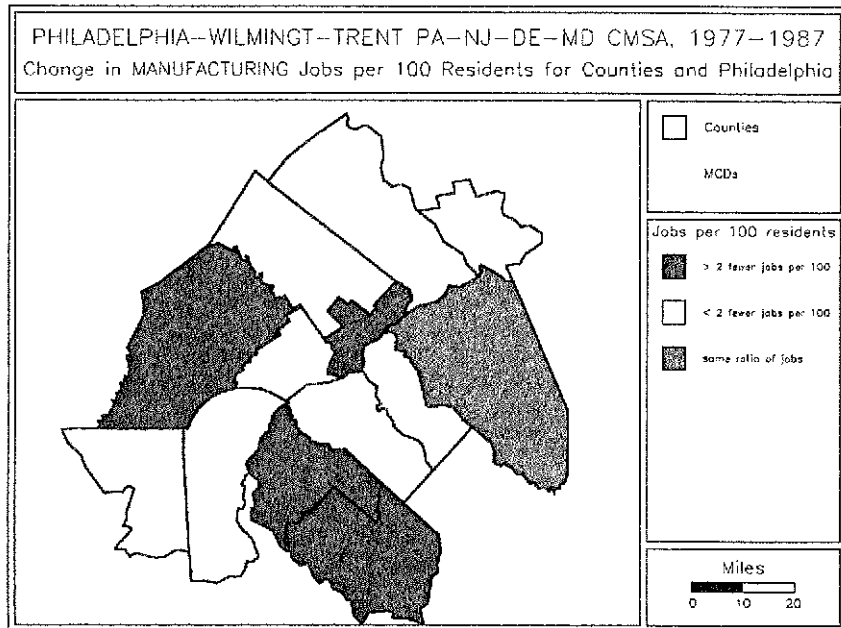 PHILADELPHIA-WILMINGT-TRENT PA-NJ-DE-MD CMSA, 1977-1987
Change in MANUFACTURING Jobs per 100 Residents for Counties and Philadelphia
Counties
MCDs
Jobs per 100 residents
> 2 fewer jobs per 100
< 2 fewer jobs per 100
same ratio of jobs
Miles
0 10 20